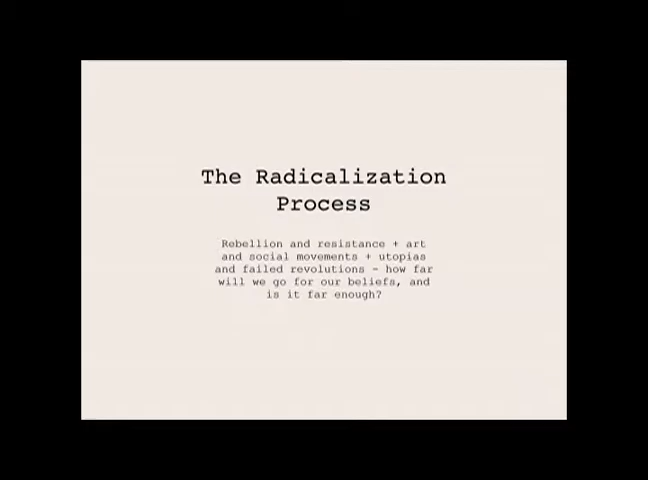 The Radicalization
Process
Rebellion and resistance + art
and social movements + utopias
and failed revolutions - how far
will we go for our beliefs, and
is it far enough?